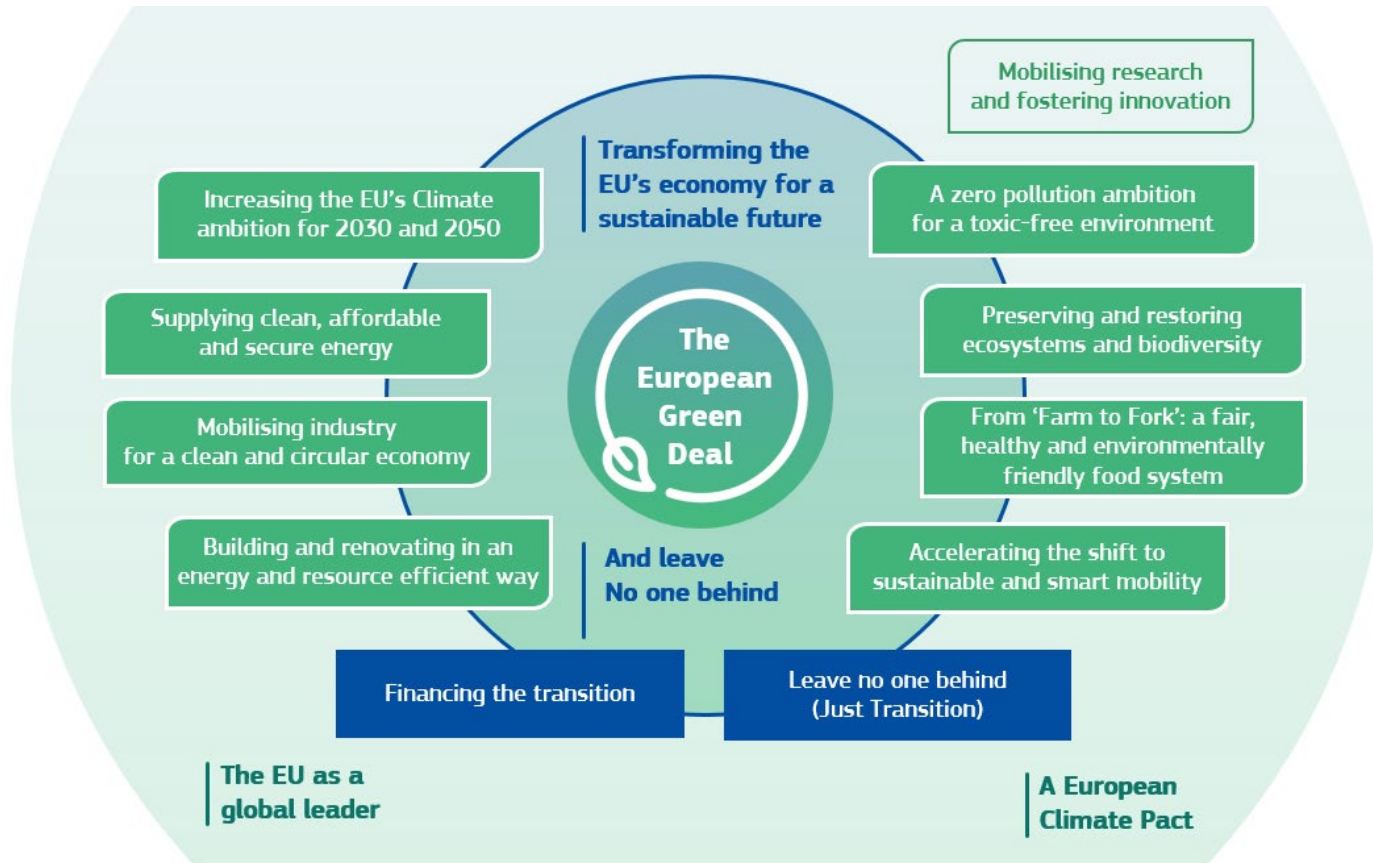 Mobilising research
and fostering innovation
Transforming the
EU's economy for a
sustainable future
Increasing the EU's Climate
ambition for 2030 and 2050
A zero pollution ambition
for a toxic-free environment
Supplying clean, affordable
and secure energy
The
European
Green
Deal
Preserving and restoring
ecosystems and biodiversity
Mobilising industry
for a clean and circular economy
From ‘Farm to Fork’: a fair,
healthy and environmentally
friendly food system
Building and renovating in an
energy and resource efficient way
And leave
No one behind
Accelerating the shift to
sustainable and smart mobility
Financing the transition
Leave no one behind
(Just Transition)
The EU as a
global leader
A European
Climate Pact